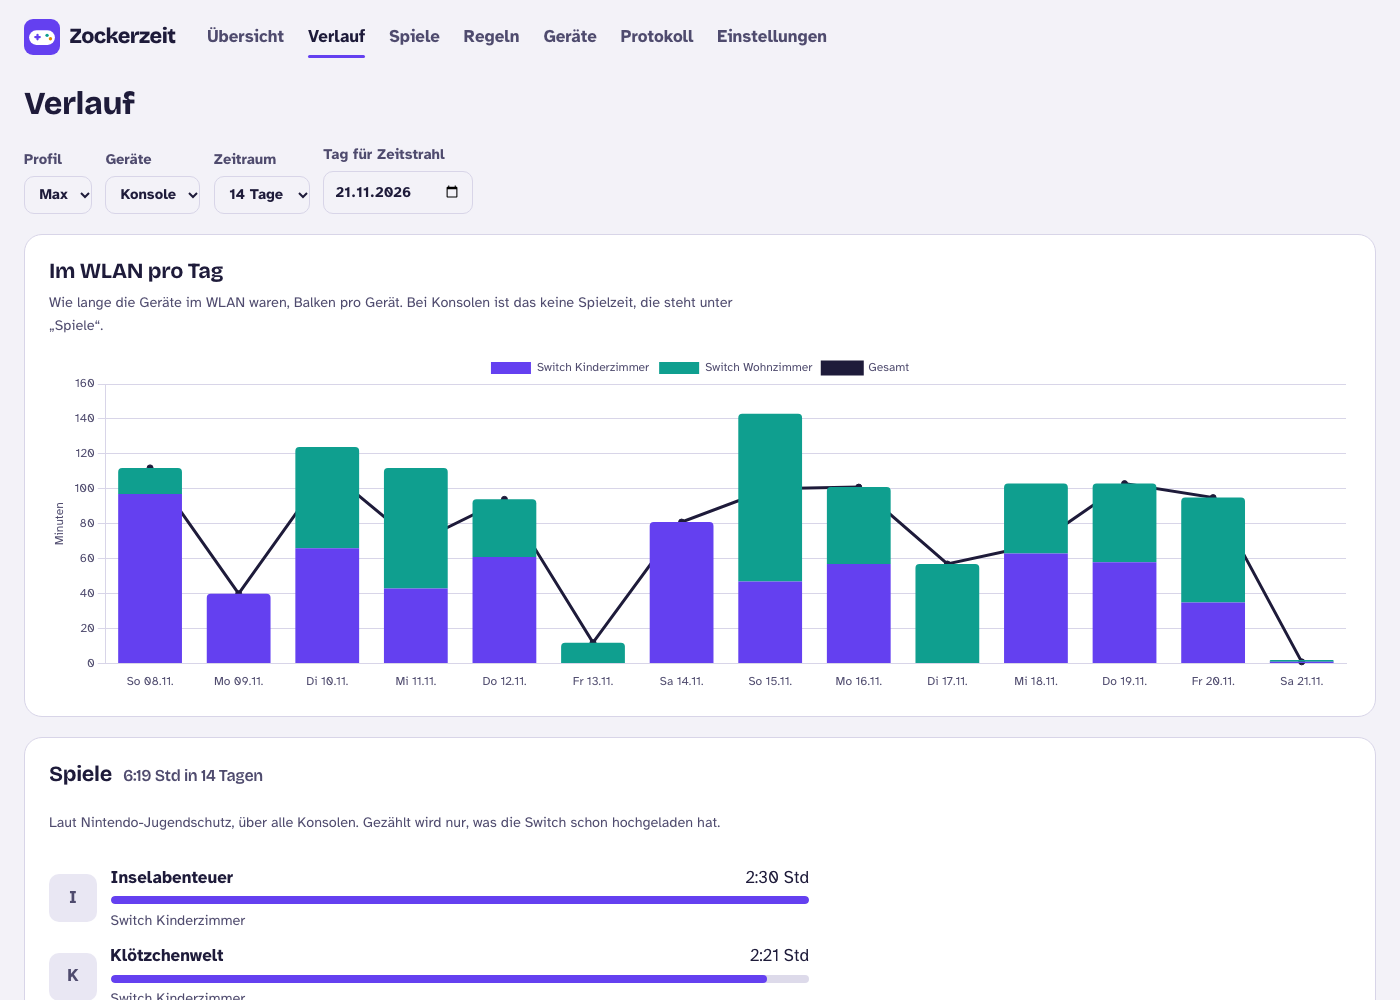 Zockerzeit Übersicht Verlauf Spiele Regeln Geräte Protokoll Einstellungen
Verlauf
Profil Geräte Zeitraum Tag für Zeitstrahl
Max Konsole 14 Tage 21.11.2026
Im WLAN pro Tag
Wie lange die Geräte im WLAN waren, Balken pro Gerät. Bei Konsolen ist das keine Spielzeit, die steht unter
„Spiele“.
Switch Kinderzimmer Switch Wohnzimmer Gesamt
160
140
120
100
80
60
40
20
0
Minuten
So 08.11. Mo 09.11. Di 10.11. Mi 11.11. Do 12.11. Fr 13.11. Sa 14.11. So 15.11. Mo 16.11. Di 17.11. Mi 18.11. Do 19.11. Fr 20.11. Sa 21.11.
Spiele 6:19 Std in 14 Tagen
Laut Nintendo-Jugendschutz, über alle Konsolen. Gezählt wird nur, was die Switch schon hochgeladen hat.
I Inselabenteuer 2:30 Std
Switch Kinderzimmer
K Klötzchenwelt 2:21 Std
Switch Kinderzimmer